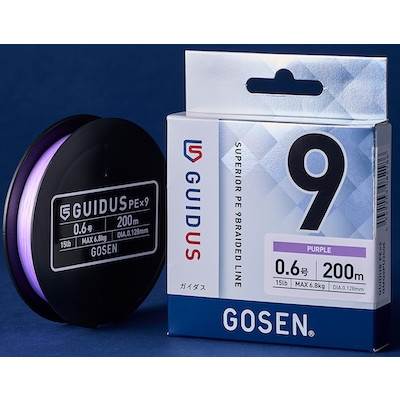 GUIDUS PE×9
0.6号 200m
15lb MAX 6.8kg DIA.0.128mm
GOSEN®
GUIDUS
SUPERIOR PE 9BRAIDED LINE
9
PURPLE
0.6号 200m
15lb MAX 6.8kg DIA.0.128mm
ガイダス
GOSEN®